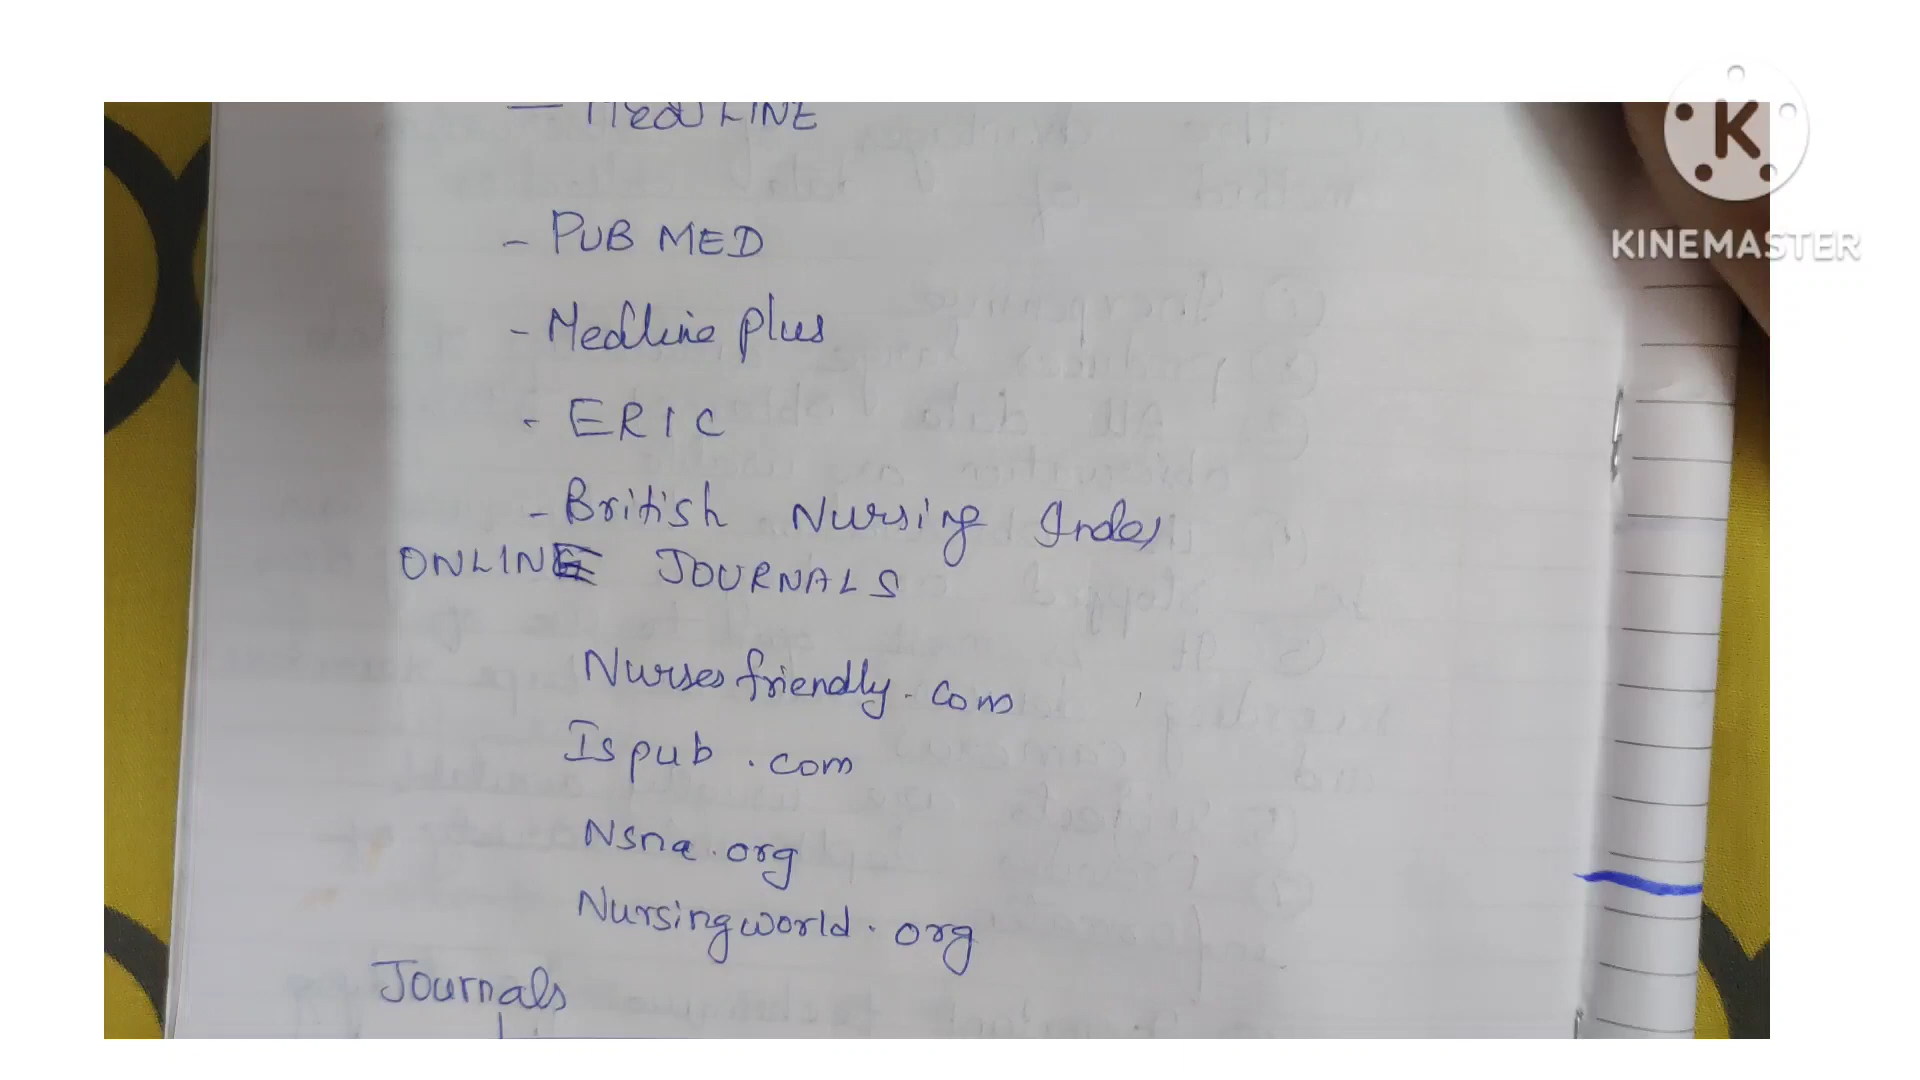 — MedLINE
- PUB MED
- Medline plus
- ERIC
- British Nursing Index
ONLINE JOURNALS
Nursesfriendly.com
Ispub.com
Nsna.org
Nursingworld.org
Journals
KINEMASTER